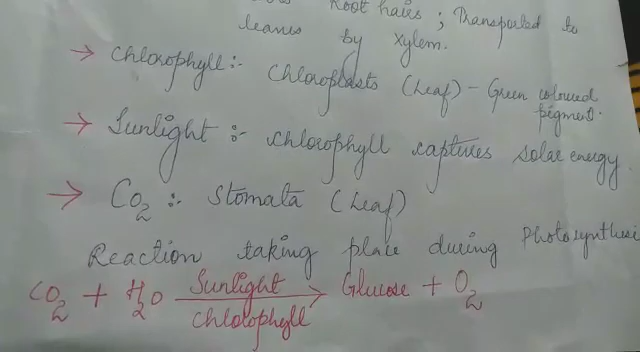 Root hairs ; Transported to
leaves by xylem.
→ Chlorophyll :- Chloroplasts (Leaf) - Green coloured
pigment.
→ Sunlight :- chlorophyll captures solar energy.
→ CO₂ :- Stomata (Leaf)
Reaction taking place during Photosynthesi
CO₂ + H₂O Sunlight → Glucose + O₂
Chlorophyll